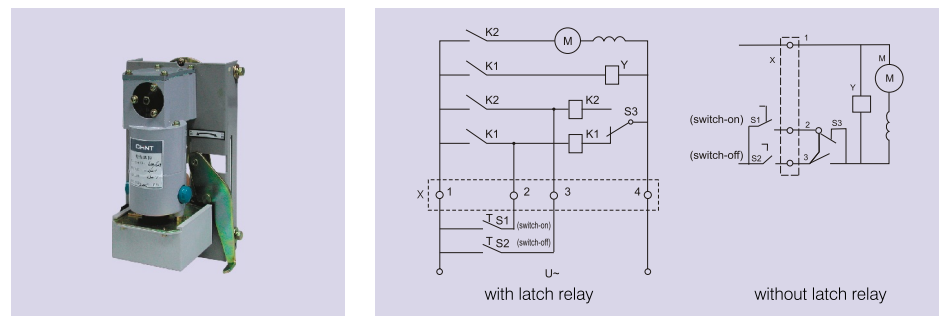 CHNT
K2
M
K1
Y
K2
K2
S3
K1
K1
X
1
2
3
4
S1
(switch-on)
S2
(switch-off)
U~
with latch relay
1
X
M
M
Y
(switch-on)
S1
2
S3
(switch-off)
S2
3
without latch relay